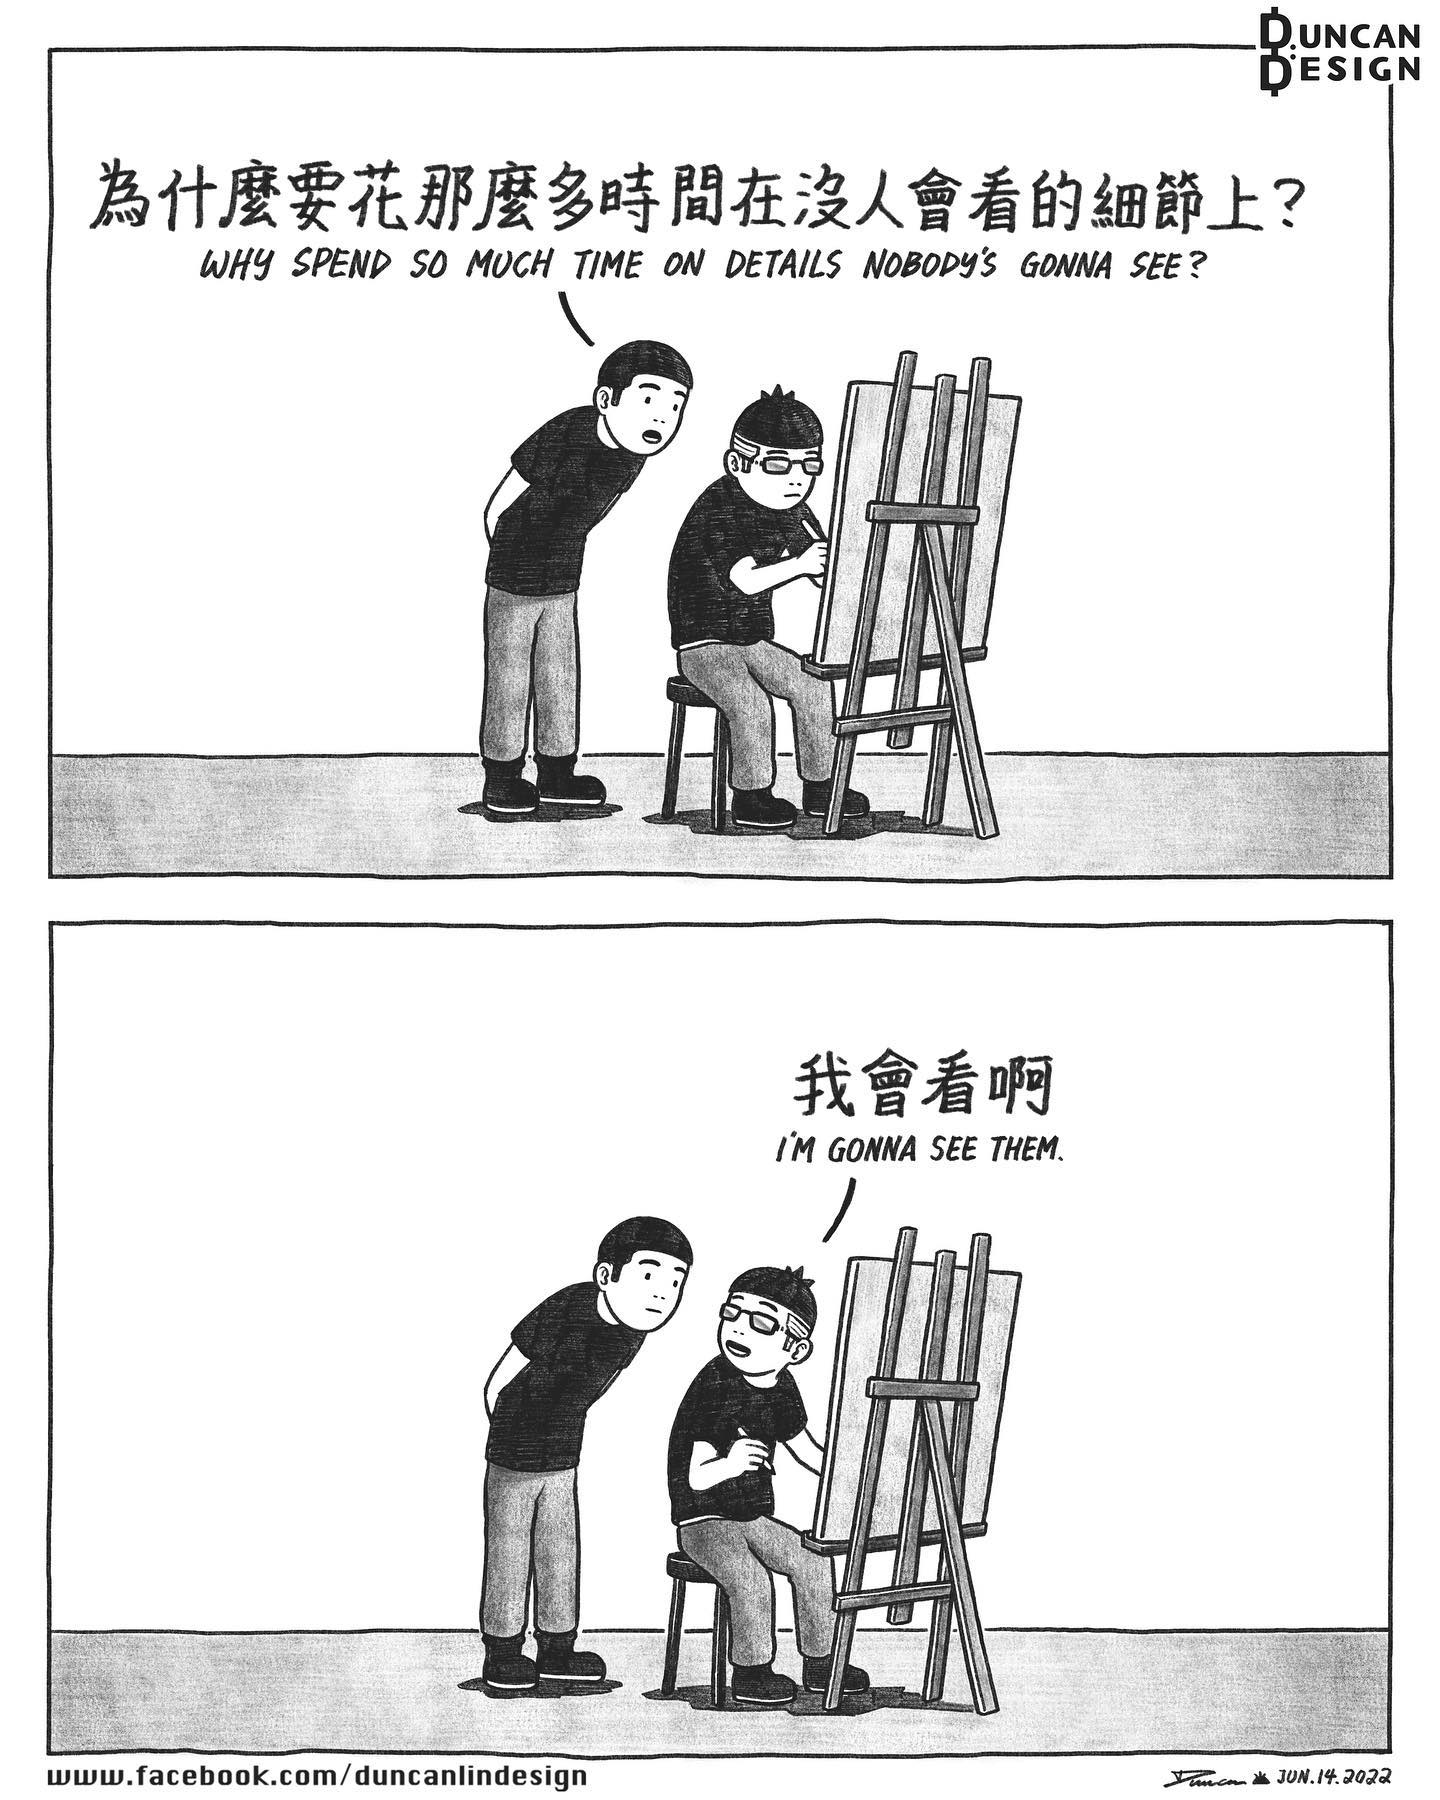 DUNCAN
DESIGN
為什麼要花那麼多時間在沒人會看的細節上？
WHY SPEND SO MUCH TIME ON DETAILS NOBODY'S GONNA SEE?
我會看啊
I'M GONNA SEE THEM.
www.facebook.com/duncanlindesign
Duncan JUN.14.2022